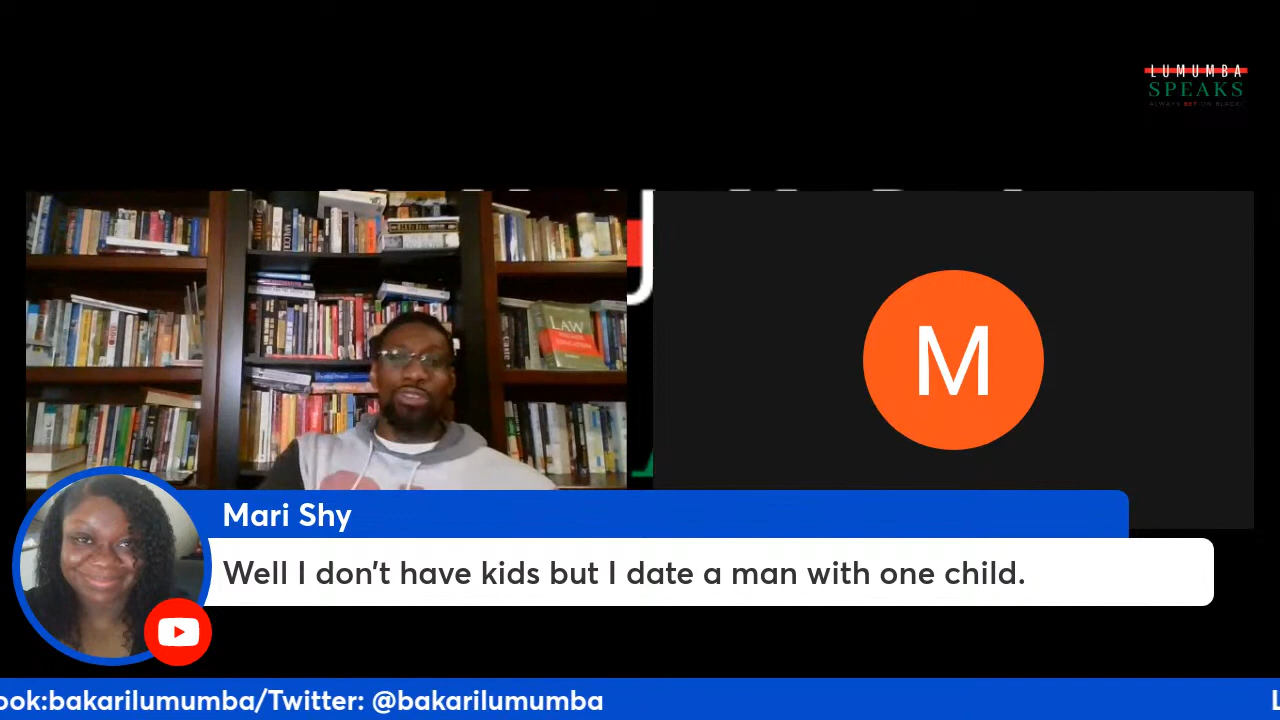 LUMUMBA
SPEAKS
ALWAYS BET ON BLACK!
LAW
M
Mari Shy
Well I don't have kids but I date a man with one child.
ook:bakarilumumba/Twitter: @bakarilumumba
L